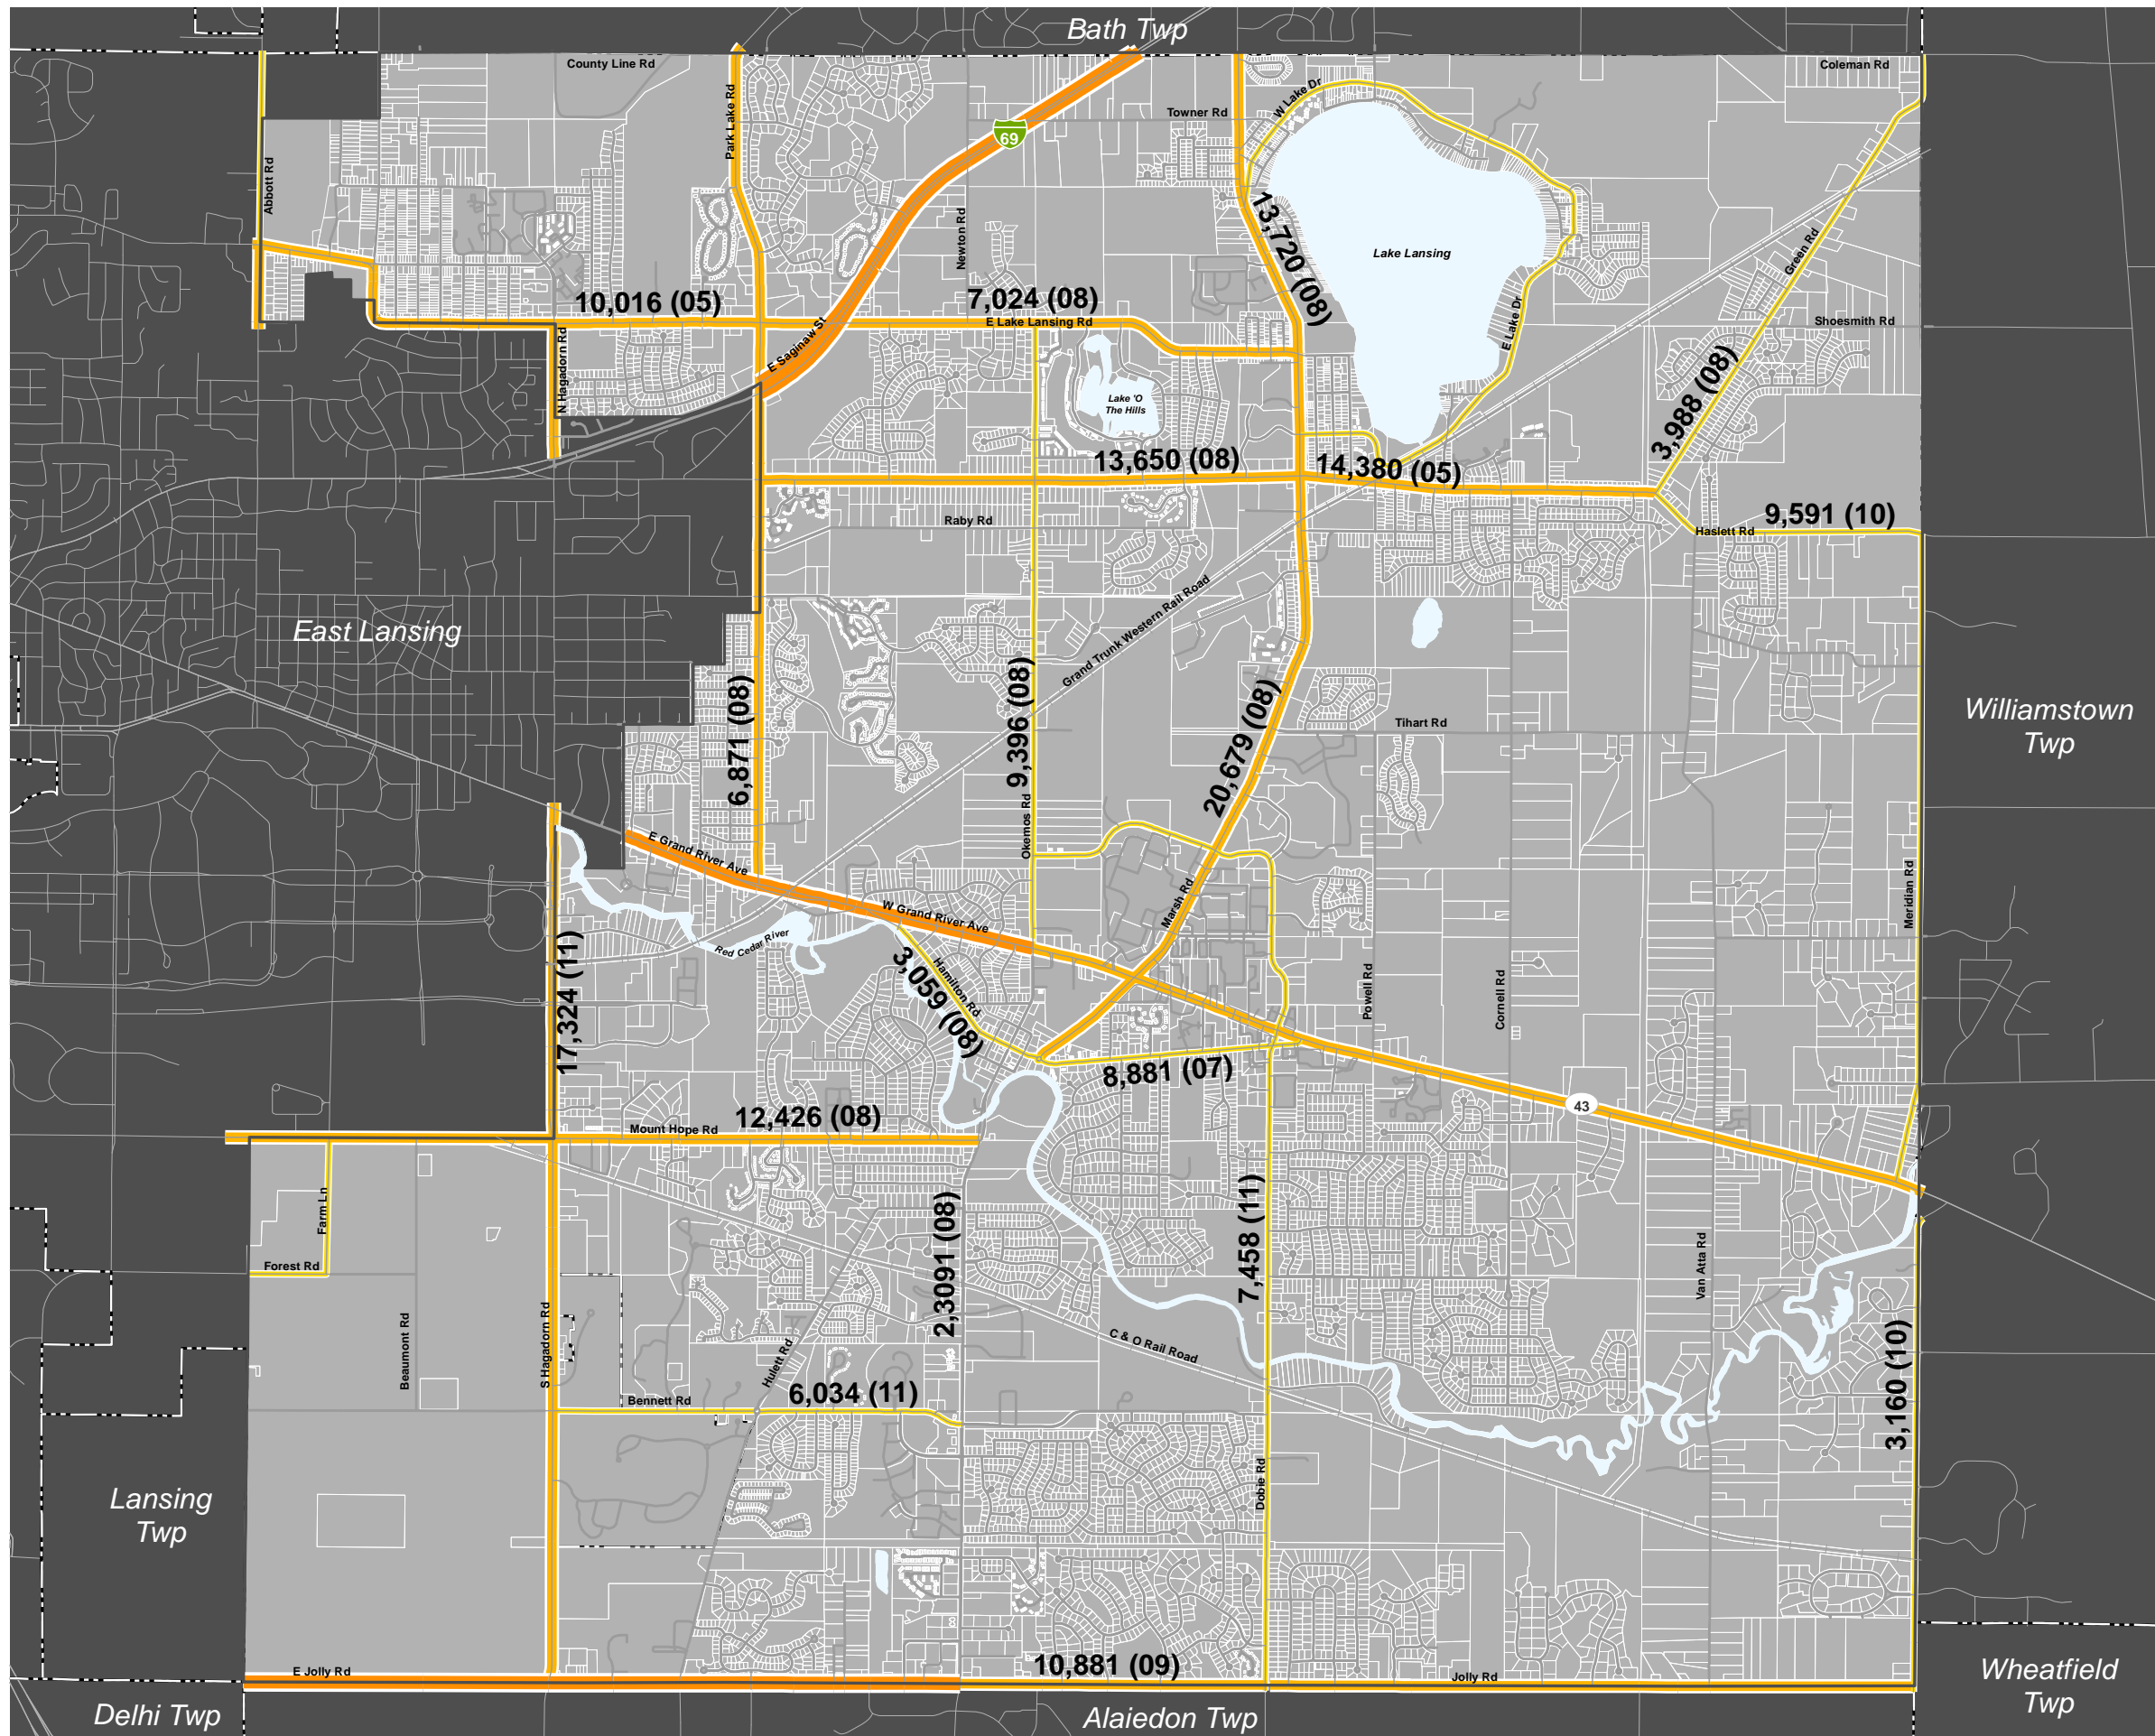 Bath Twp
County Line Rd
Coleman Rd
Park Lake Rd
W Lake Dr
Towner Rd
69
Abbott Rd
Newton Rd
13,720 (08)
Lake Lansing
Green Rd
10,016 (05)
7,024 (08)
E Lake Lansing Rd
E Lake Dr
Shoesmith Rd
N Hagadorn Rd
E Saginaw St
Lake 'O
The Hills
3,988 (08)
13,650 (08)
14,380 (05)
9,591 (10)
Raby Rd
Haslett Rd
East Lansing
Grand Trunk Western Rail Road
6,871 (08)
9,396 (08)
20,679 (08)
Tihart Rd
Williamstown
Twp
Okemos Rd
E Grand River Ave
W Grand River Ave
Marsh Rd
Meridian Rd
Red Cedar River
17,324 (11)
3,059 (08)
Hamilton Rd
Powell Rd
Cornell Rd
8,881 (07)
43
12,426 (08)
Mount Hope Rd
Farm Ln
2,3091 (08)
7,458 (11)
Van Atta Rd
Forest Rd
Beaumont Rd
S Hagadorn Rd
Hulett Rd
C & O Rail Road
3,160 (10)
6,034 (11)
Bennett Rd
Dobie Rd
Lansing
Twp
10,881 (09)
E Jolly Rd
Jolly Rd
Wheatfield
Twp
Delhi Twp
Alaiedon Twp